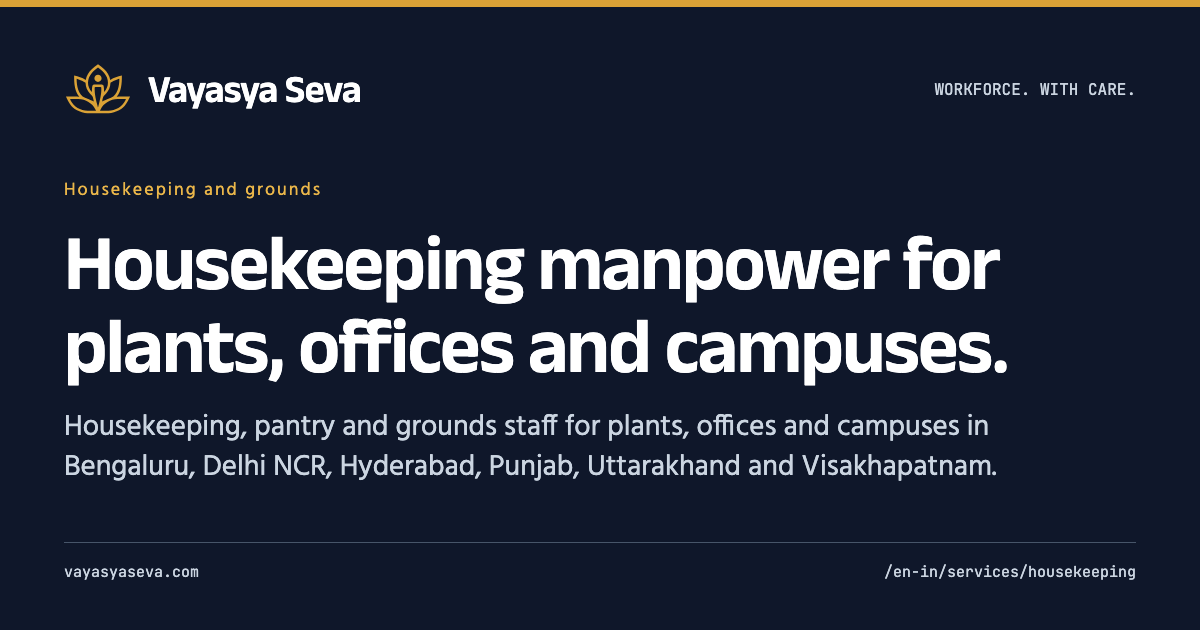 Vayasya Seva
WORKFORCE. WITH CARE.
Housekeeping and grounds
Housekeeping manpower for
plants, offices and campuses.
Housekeeping, pantry and grounds staff for plants, offices and campuses in
Bengaluru, Delhi NCR, Hyderabad, Punjab, Uttarakhand and Visakhapatnam.
vayasyaseva.com
/en-in/services/housekeeping